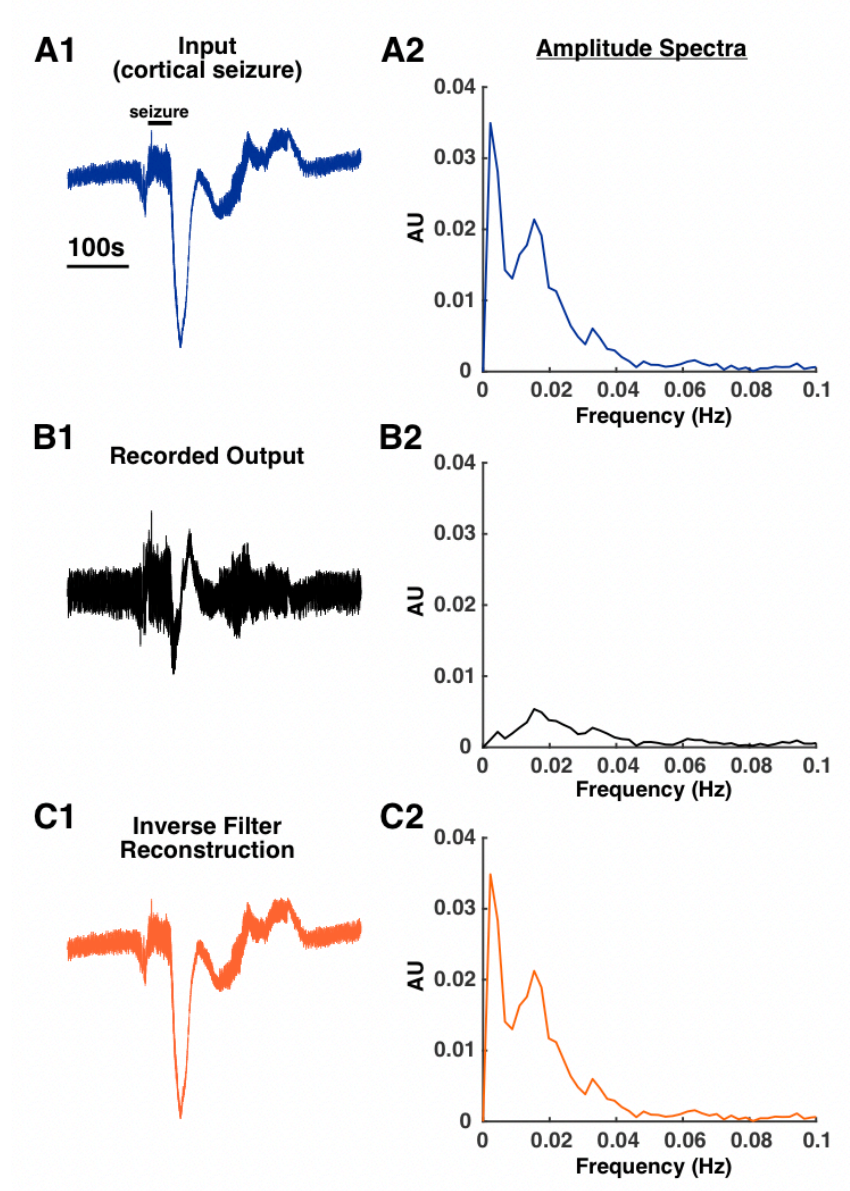 A1
Input
(cortical seizure)
seizure
100s
A2
Amplitude Spectra
0.04
0.03
0.02
0.01
0
AU
0 0.02 0.04 0.06 0.08 0.1
Frequency (Hz)
B1
Recorded Output
B2
0.04
0.03
0.02
0.01
0
AU
0 0.02 0.04 0.06 0.08 0.1
Frequency (Hz)
C1
Inverse Filter
Reconstruction
C2
0.04
0.03
0.02
0.01
0
AU
0 0.02 0.04 0.06 0.08 0.1
Frequency (Hz)